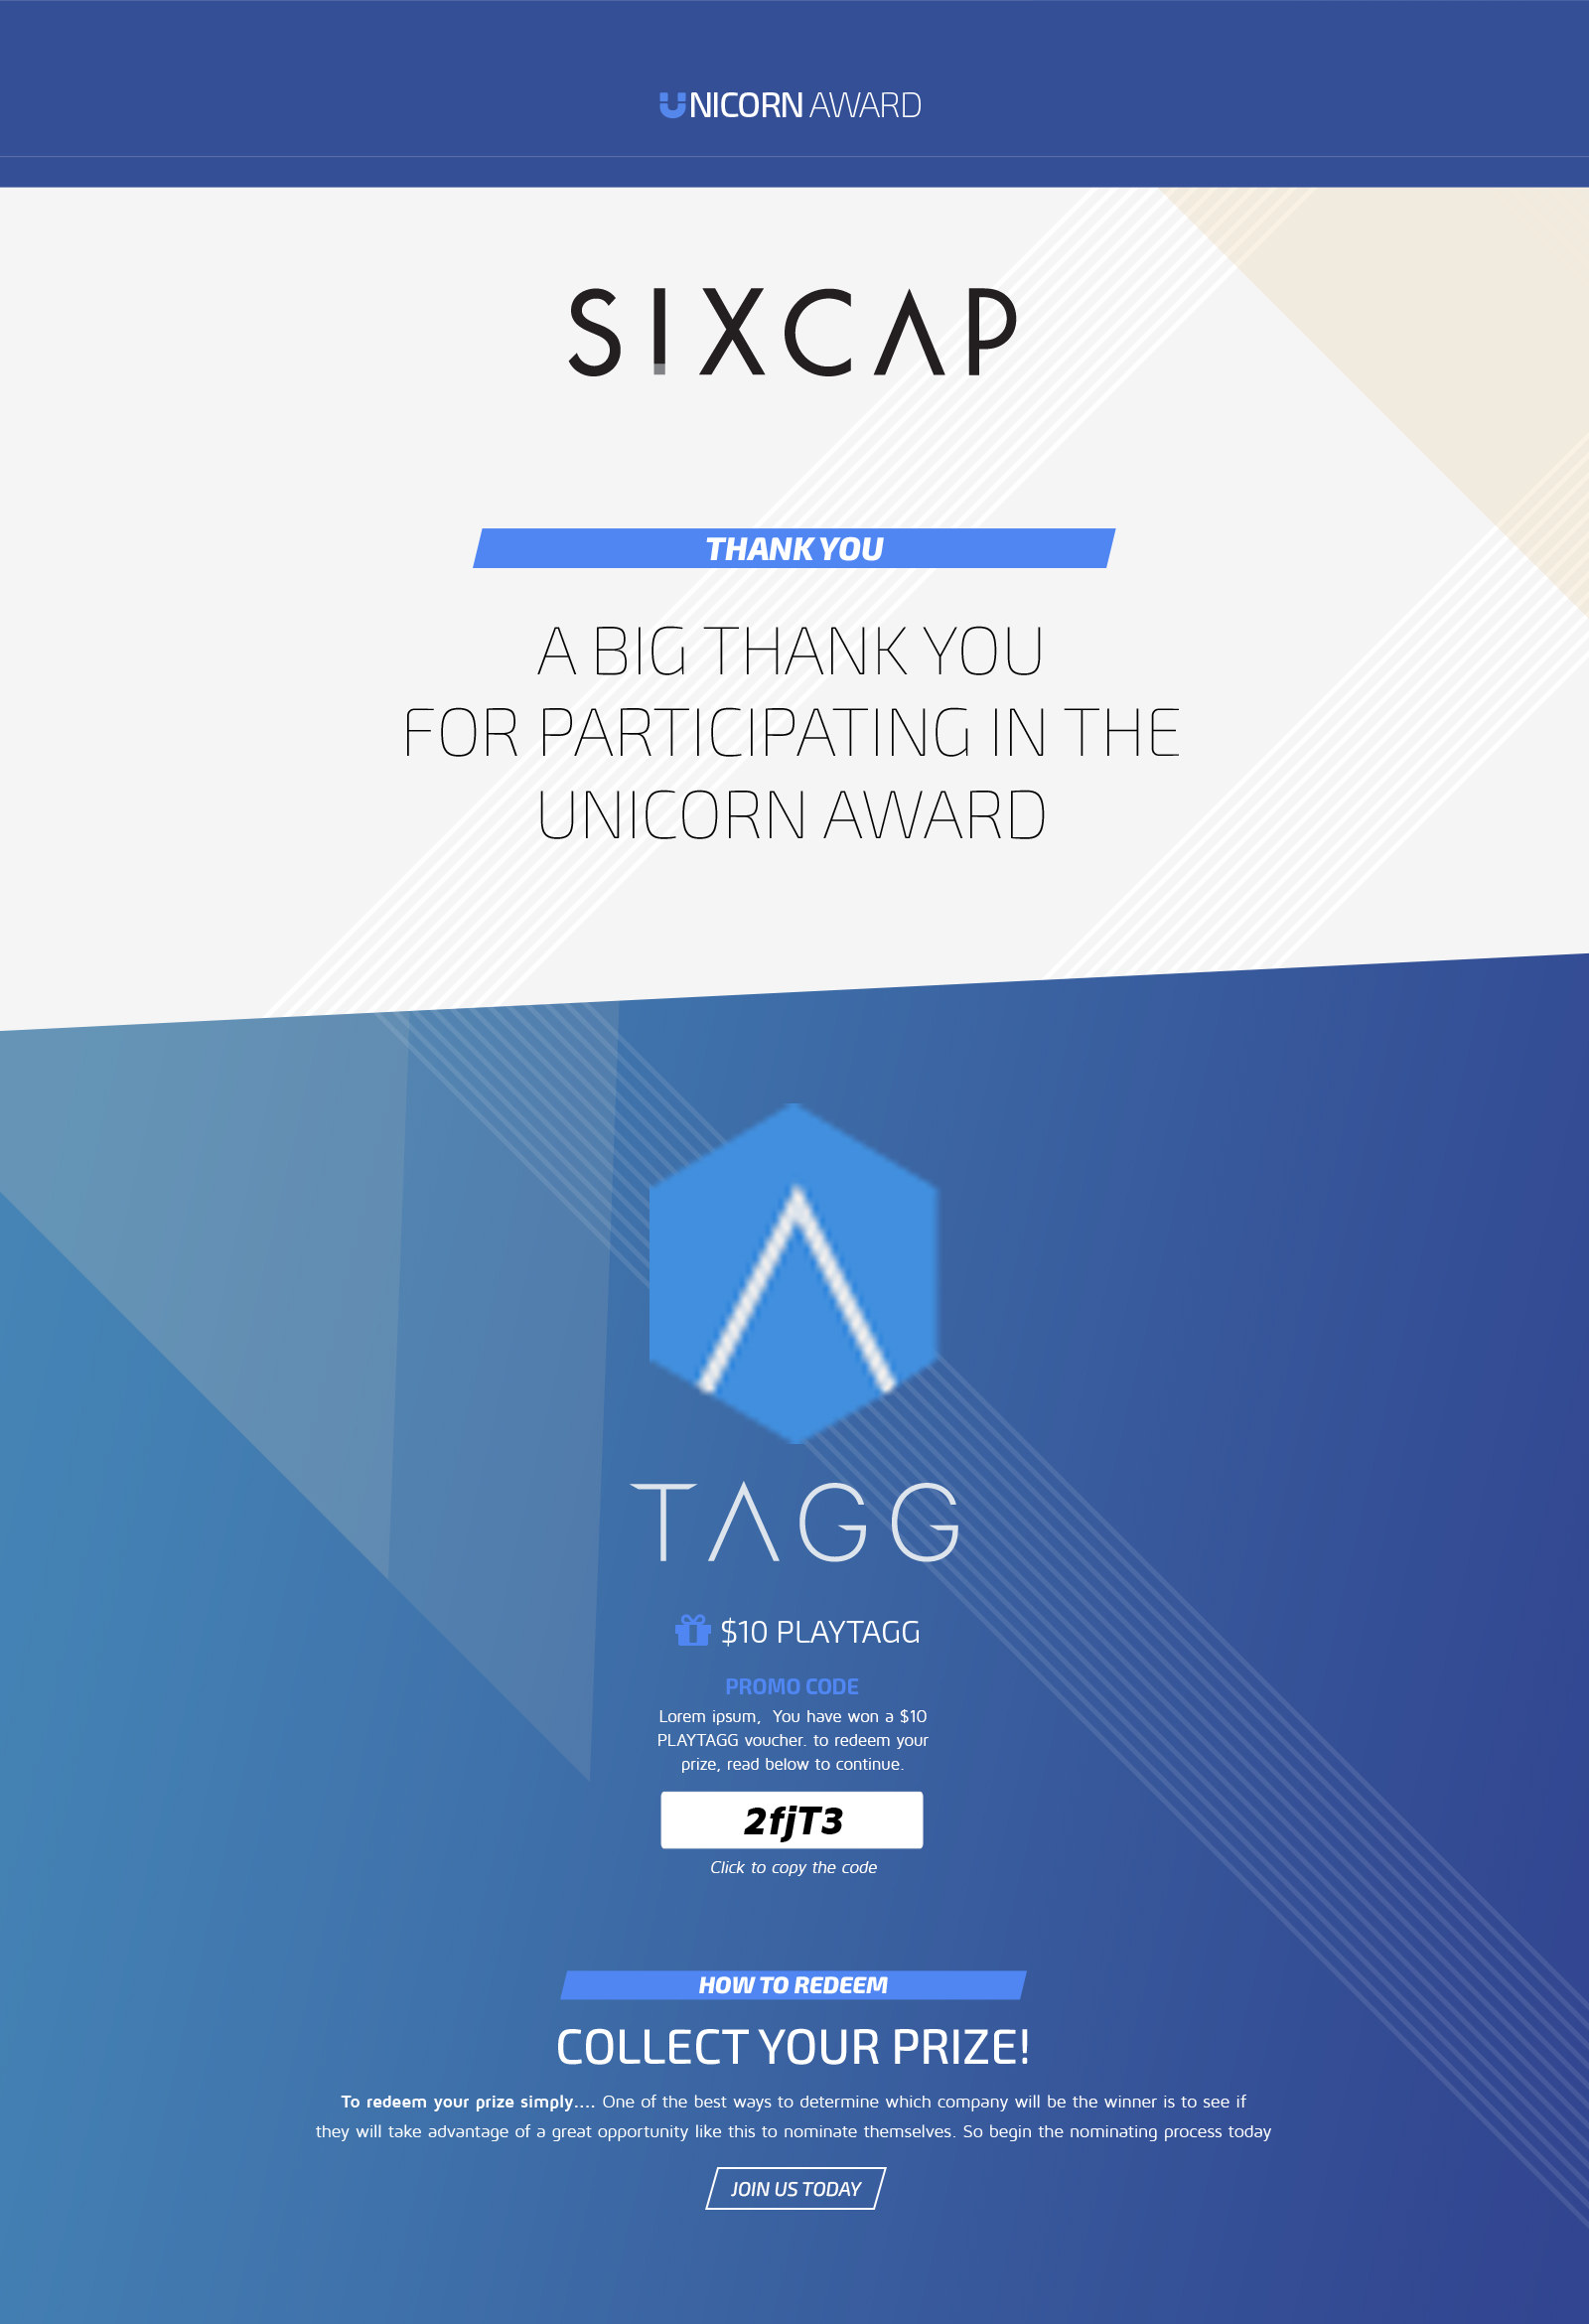 UNICORN AWARD
SIXCAP
THANK YOU
A BIG THANK YOU
FOR PARTICIPATING IN THE
UNICORN AWARD
TAGG
$10 PLAYTAGG
PROMO CODE
Lorem ipsum, You have won a $10
PLAYTAGG voucher. to redeem your
prize, read below to continue.
2fjT3
Click to copy the code
HOW TO REDEEM
COLLECT YOUR PRIZE!
To redeem your prize simply.... One of the best ways to determine which company will be the winner is to see if
they will take advantage of a great opportunity like this to nominate themselves. So begin the nominating process today
JOIN US TODAY